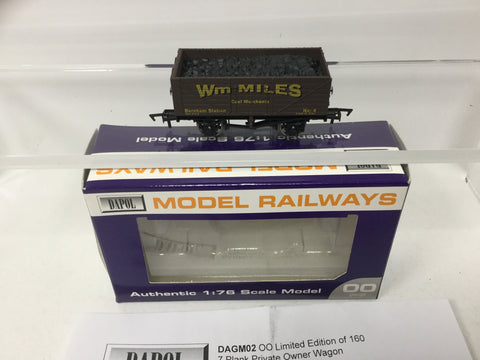 Wm MILES
Coal Merchants
Barnham Station No: 4
Authentic 1:76 Scale Model
MODEL RAILWAYS
DAPOL
MODEL RAILWAYS
Authentic 1:76 Scale Model
OO
DAGM02 OO Limited Edition of 160
DAPOL
7 Plank Private Owner Wagon